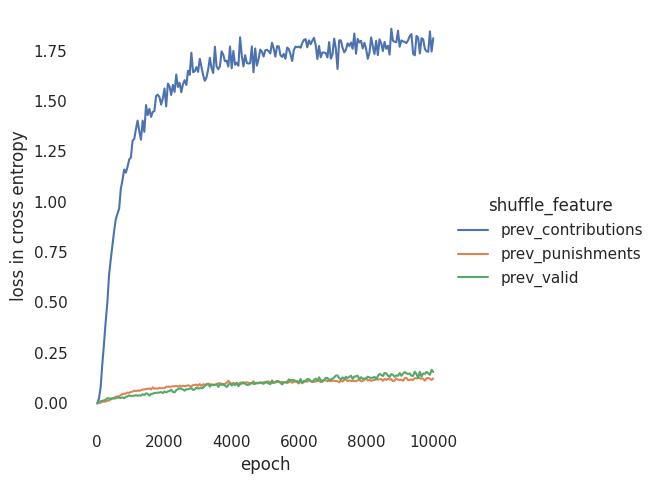 loss in cross entropy
1.75
1.50
1.25
1.00
0.75
0.50
0.25
0.00
0 2000 4000 6000 8000 10000
epoch
shuffle_feature
prev_contributions
prev_punishments
prev_valid